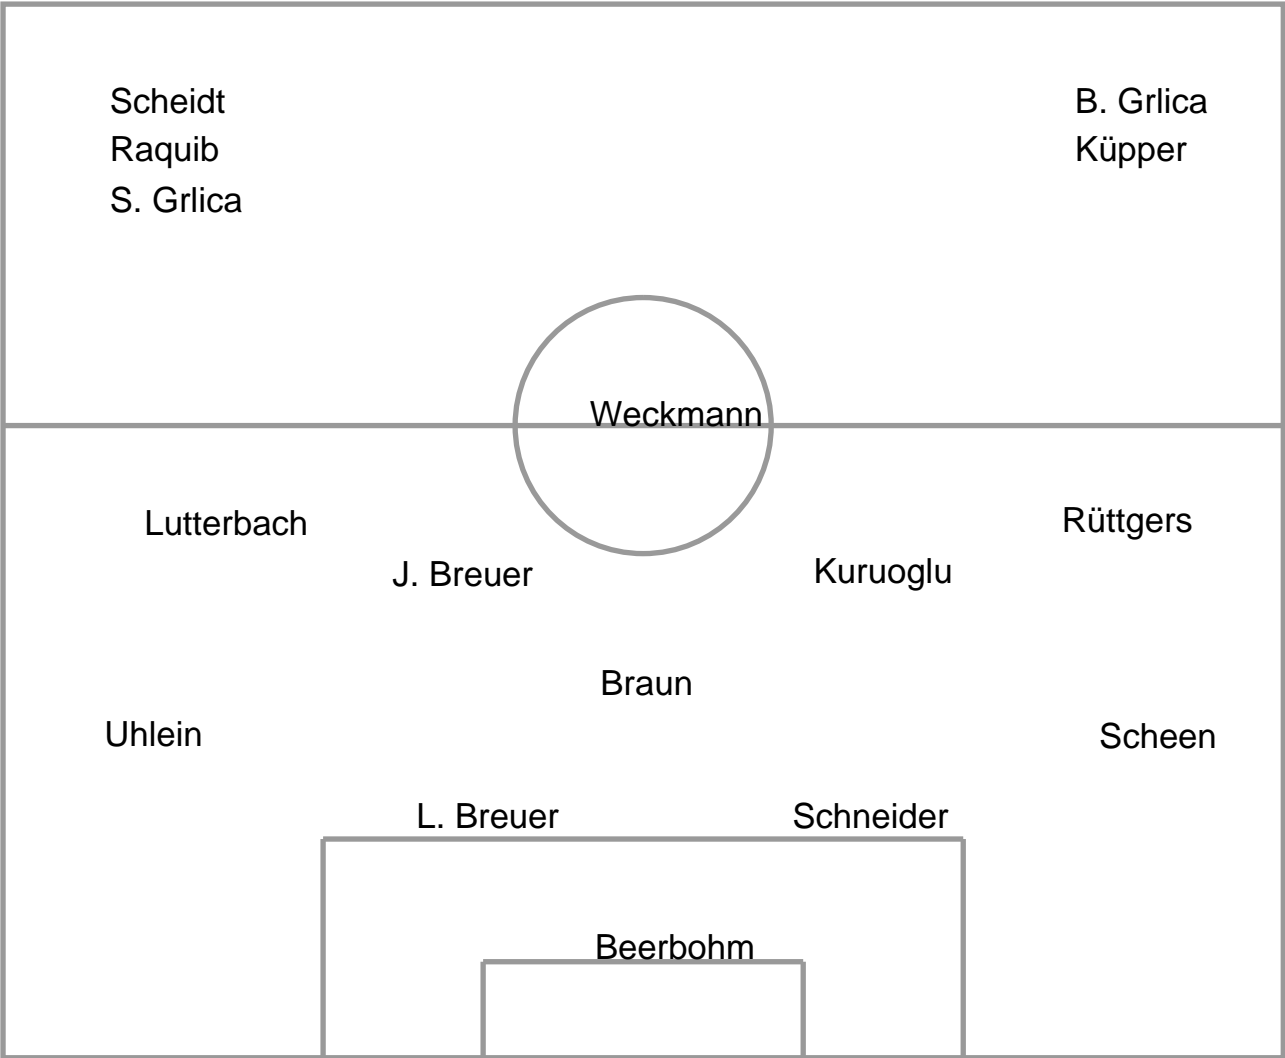 Scheidt
Raquib
S. Grlica
B. Grlica
Küpper
Weckmann
Lutterbach
Rüttgers
J. Breuer
Kuruoglu
Braun
Uhlein
Scheen
L. Breuer
Schneider
Beerbohm